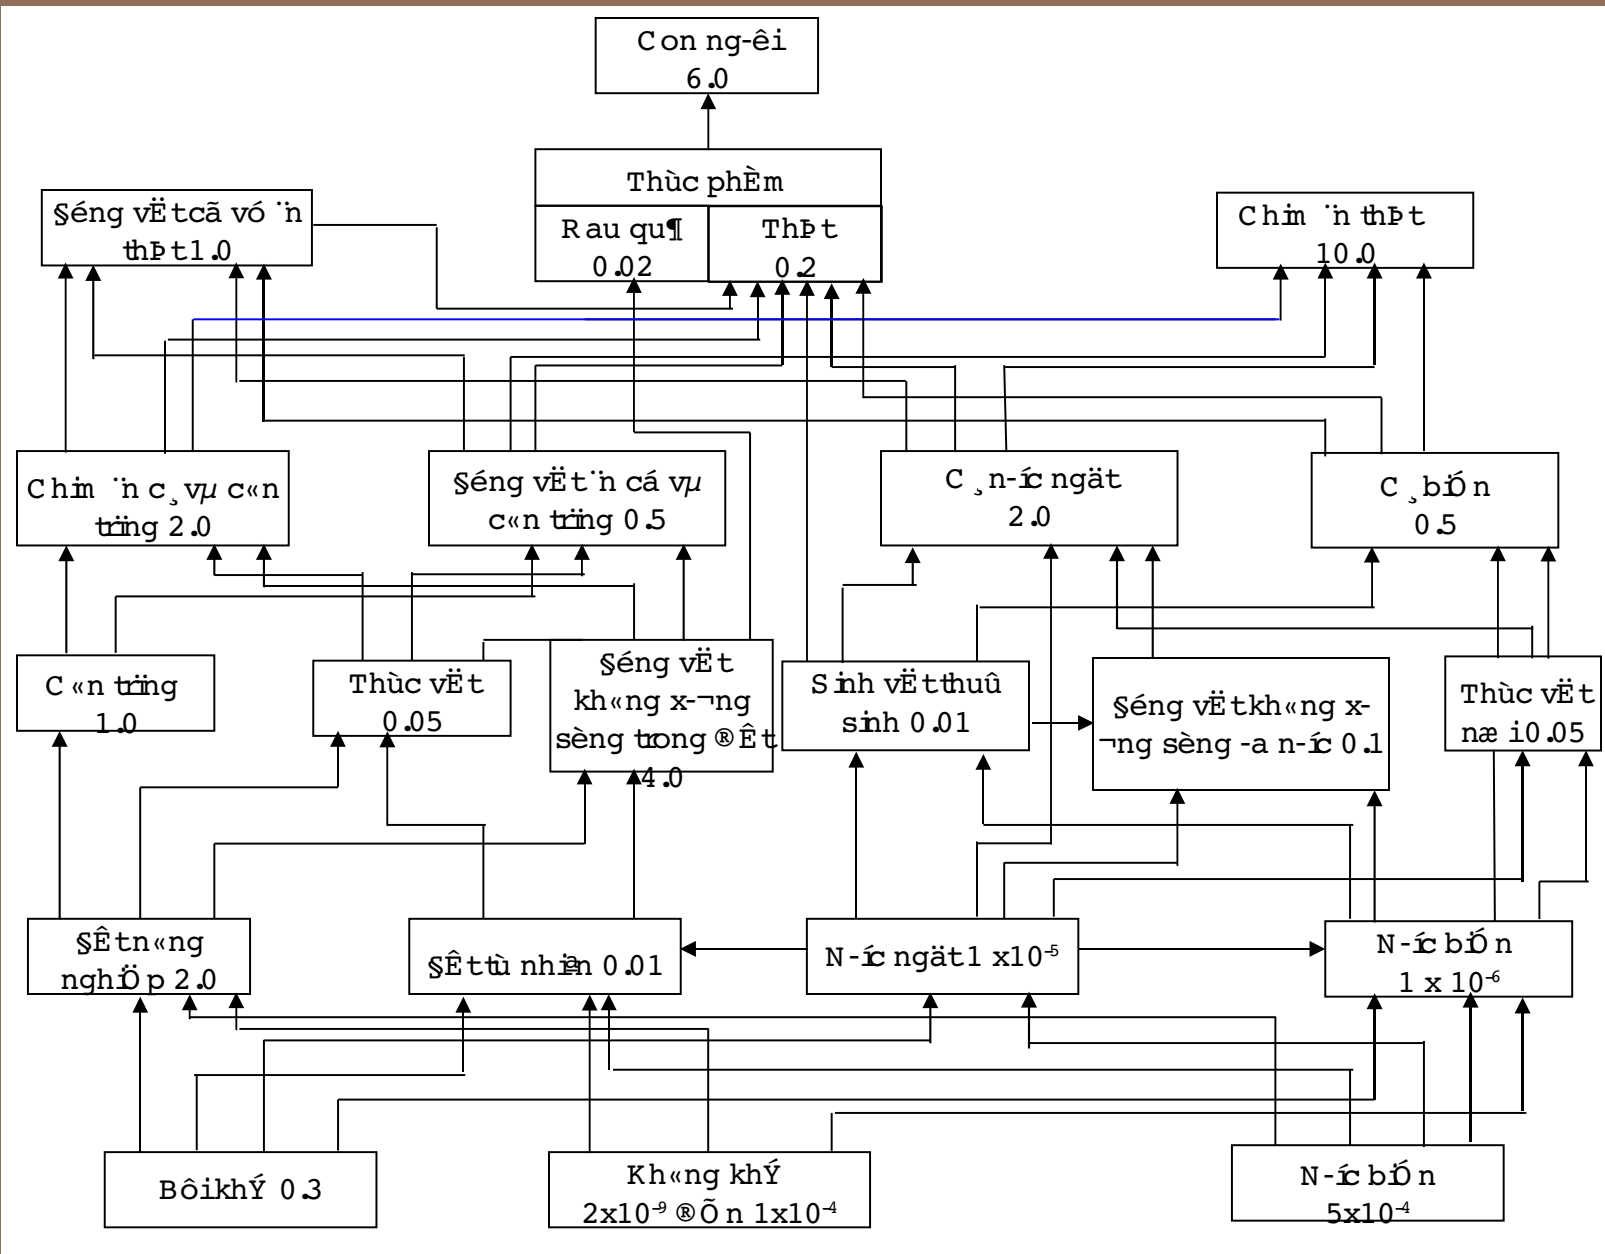 Con ng-êi
6.0
Thùc phÈm
§éng vËt cã vó ¨n
thÞt 1.0
Rau qu¶
0.02
ThÞt
0.2
Chim ¨n thÞt
10.0
Chim ¨n c¸ vµ c«n
trïng 2.0
§éng vËt ¨n cá vµ
c«n trïng 0.5
C¸ n-íc ngät
2.0
C¸ biÓn
0.5
C«n trïng
1.0
Thùc vËt
0.05
§éng vËt
kh«ng x-¬ng
sèng trong ®Êt
4.0
Sinh vËt thuû
sinh 0.01
§éng vËt kh«ng x-
¬ng sèng -a n-íc 0.1
Thùc vËt
næi 0.05
§Êt n«ng
nghiÖp 2.0
§Êt tù nhiªn 0.01
N-íc ngät 1 x10⁻⁵
N-íc biÓn
1 x 10⁻⁶
Bôi khÝ 0.3
Kh«ng khÝ
2x10⁻⁹ ®Õn 1x10⁻⁴
N-íc biÓn
5x10⁻⁴